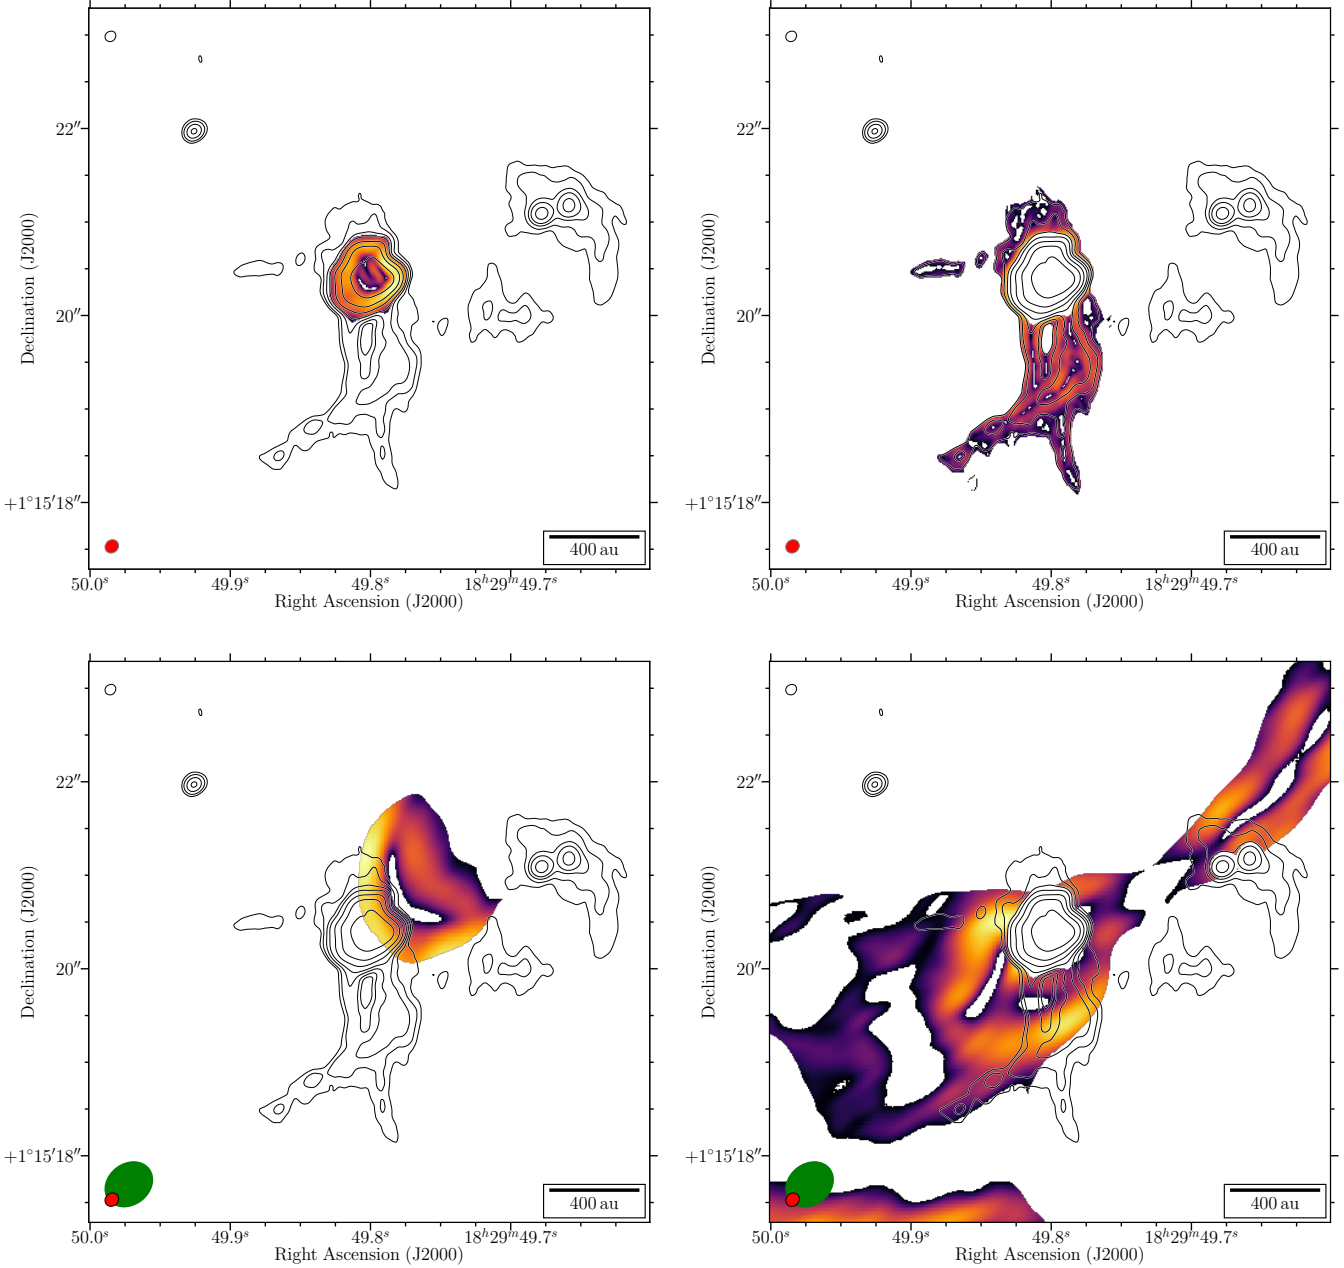 22″
22″
20″
20″
+1°15′18″
+1°15′18″
Declination (J2000)
Declination (J2000)
400 au
400 au
50.0ˢ
49.9ˢ
49.8ˢ
18ʰ29ᵐ49.7ˢ
50.0ˢ
49.9ˢ
49.8ˢ
18ʰ29ᵐ49.7ˢ
Right Ascension (J2000)
Right Ascension (J2000)
22″
22″
20″
20″
+1°15′18″
+1°15′18″
Declination (J2000)
Declination (J2000)
400 au
400 au
50.0ˢ
49.9ˢ
49.8ˢ
18ʰ29ᵐ49.7ˢ
50.0ˢ
49.9ˢ
49.8ˢ
18ʰ29ᵐ49.7ˢ
Right Ascension (J2000)
Right Ascension (J2000)